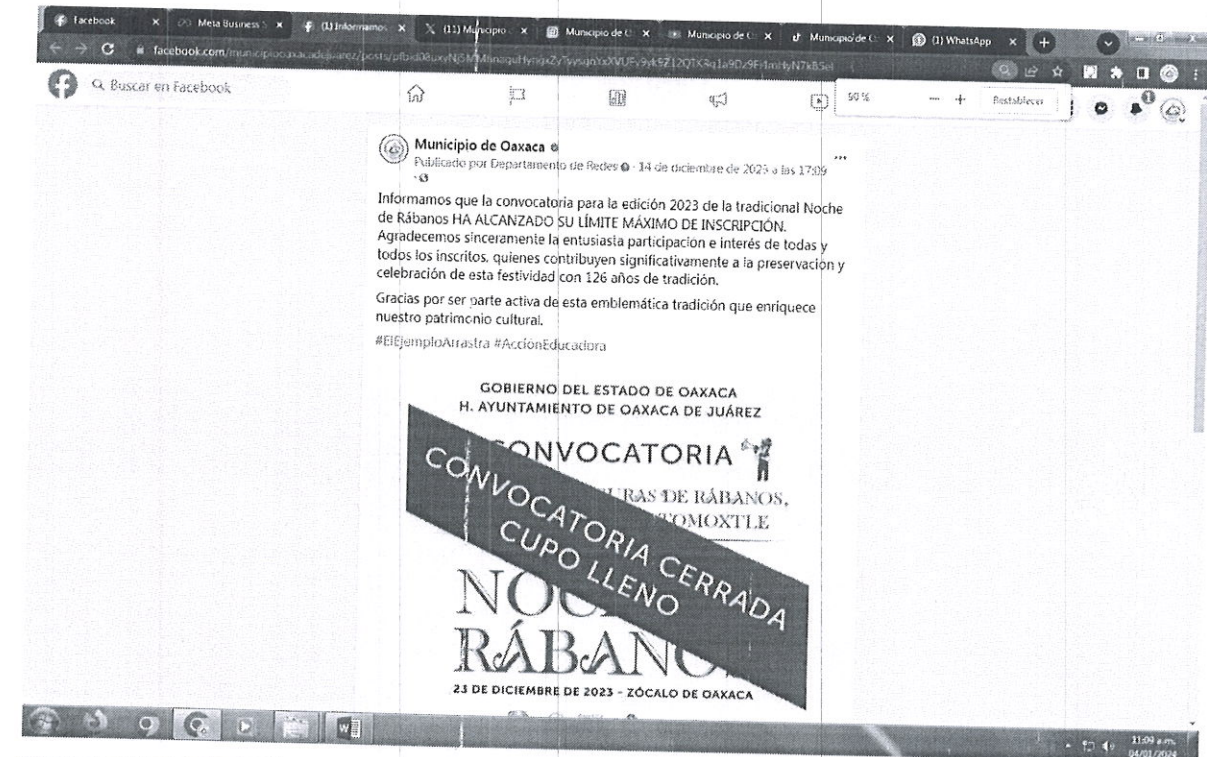 facebook
Meta Business S
(1) Informamos
(11) Municipio
Municipio de
Municipio de
Municipio de
(1) WhatsApp
Buscar en Facebook
90 %
Restablecer
Municipio de Oaxaca
Publicado por Departamento de Redes · 14 de diciembre de 2023 a las 17:09
Informamos que la convocatoria para la edición 2023 de la tradicional Noche
de Rábanos HA ALCANZADO SU LÍMITE MÁXIMO DE INSCRIPCIÓN.
Agradecemos sinceramente la entusiasta participación e interés de todas y
todos los inscritos, quienes contribuyen significativamente a la preservación y
celebración de esta festividad con 126 años de tradición.
Gracias por ser parte activa de esta emblemática tradición que enriquece
nuestro patrimonio cultural.
#ElEjemploArrastra #AcciónEducadora
GOBIERNO DEL ESTADO DE OAXACA
H. AYUNTAMIENTO DE OAXACA DE JUÁREZ
CONVOCATORIA
URAS DE RÁBANOS,
TOMOXTLE
CONVOCATORIA CERRADA
CUPO LLENO
NOC
RÁBANO
23 DE DICIEMBRE DE 2023 - ZÓCALO DE OAXACA
11:09 a.m.
04/01/2024